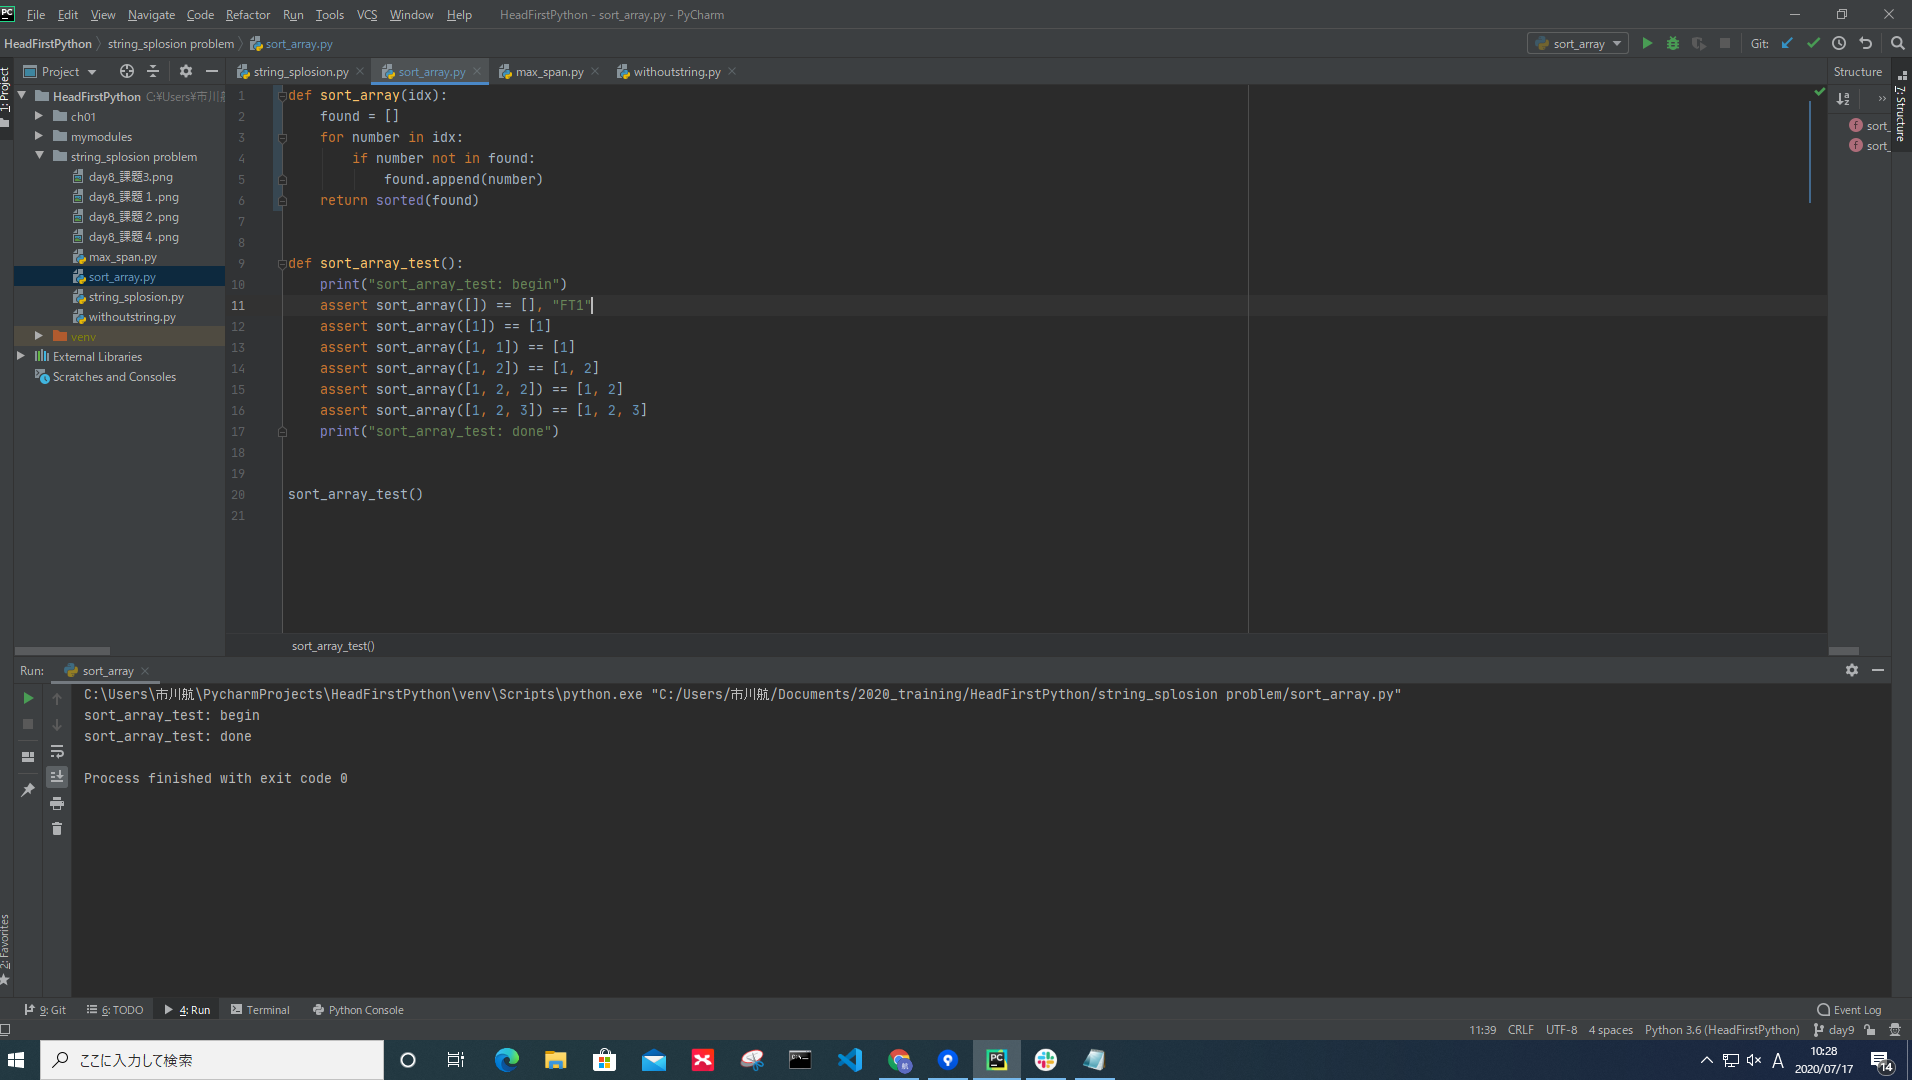 File Edit View Navigate Code Refactor Run Tools VCS Window Help HeadFirstPython - sort_array.py - PyCharm
HeadFirstPython string_splosion problem sort_array.py sort_array Git:
1: Project
Project string_splosion.py sort_array.py max_span.py withoutstring.py Structure
HeadFirstPython C:¥Users¥市川航
ch01
mymodules
string_splosion problem
day8_課題3.png
day8_課題１.png
day8_課題２.png
day8_課題４.png
max_span.py
sort_array.py
string_splosion.py
withoutstring.py
venv
External Libraries
Scratches and Consoles
1 def sort_array(idx):
2 found = []
3 for number in idx:
4 if number not in found:
5 found.append(number)
6 return sorted(found)
7
8
9 def sort_array_test():
10 print("sort_array_test: begin")
11 assert sort_array([]) == [], "FT1"
12 assert sort_array([1]) == [1]
13 assert sort_array([1, 1]) == [1]
14 assert sort_array([1, 2]) == [1, 2]
15 assert sort_array([1, 2, 2]) == [1, 2]
16 assert sort_array([1, 2, 3]) == [1, 2, 3]
17 print("sort_array_test: done")
18
19
20 sort_array_test()
21
sort_array_test()
f sort_
f sort_
7: Structure
Run: sort_array
C:\Users\市川航\PycharmProjects\HeadFirstPython\venv\Scripts\python.exe "C:/Users/市川航/Documents/2020_training/HeadFirstPython/string_splosion problem/sort_array.py"
sort_array_test: begin
sort_array_test: done
Process finished with exit code 0
2: Favorites
9: Git 6: TODO 4: Run Terminal Python Console Event Log
11:39 CRLF UTF-8 4 spaces Python 3.6 (HeadFirstPython) day9
ここに入力して検索
A 10:28
2020/07/17
14